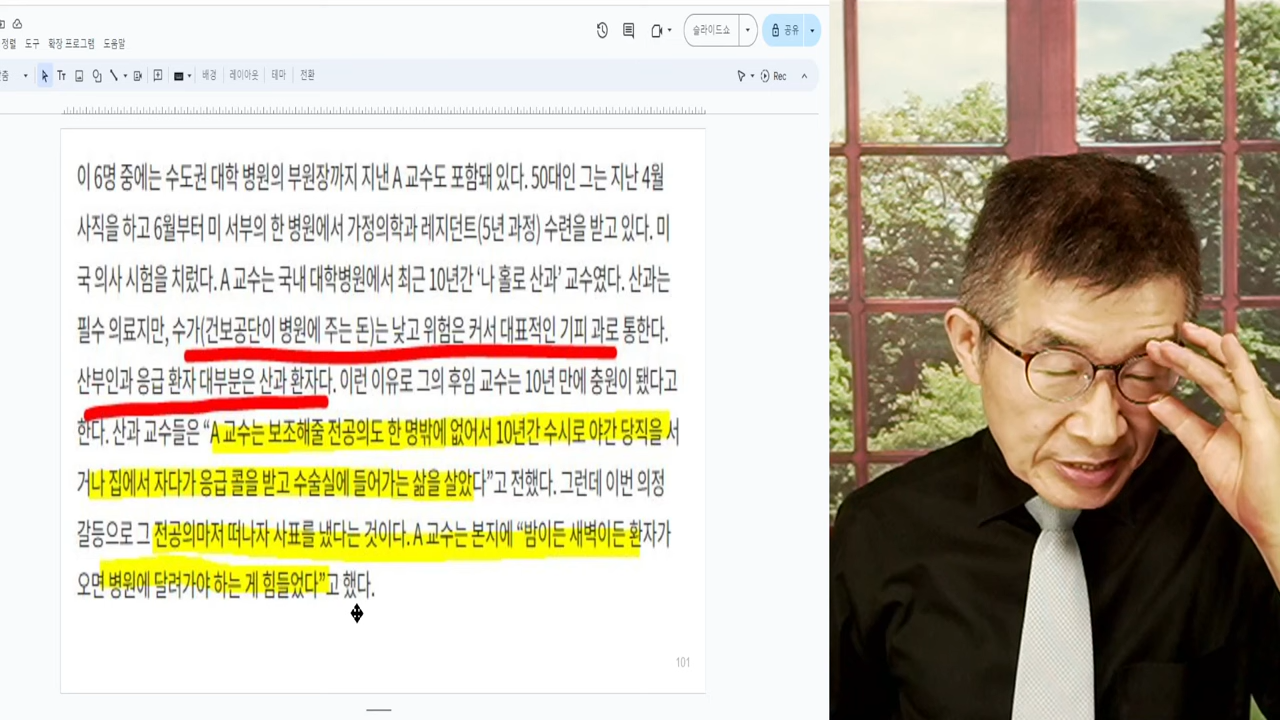 정렬 도구 확장 프로그램 도움말
슬라이드쇼
공유
배경 레이아웃 테마 전환
Rec
이 6명 중에는 수도권 대학 병원의 부원장까지 지낸 A 교수도 포함돼 있다. 50대인 그는 지난 4월
사직을 하고 6월부터 미 서부의 한 병원에서 가정의학과 레지던트(5년 과정) 수련을 받고 있다. 미
국 의사 시험을 치렀다. A 교수는 국내 대학병원에서 최근 10년간 ‘나 홀로 산과’ 교수였다. 산과는
필수 의료지만, 수가(건보공단이 병원에 주는 돈)는 낮고 위험은 커서 대표적인 기피 과로 통한다.
산부인과 응급 환자 대부분은 산과 환자다. 이런 이유로 그의 후임 교수는 10년 만에 충원이 됐다고
한다. 산과 교수들은 “A 교수는 보조해줄 전공의도 한 명밖에 없어서 10년간 수시로 야간 당직을 서
거나 집에서 자다가 응급 콜을 받고 수술실에 들어가는 삶을 살았다”고 전했다. 그런데 이번 의정
갈등으로 그 전공의마저 떠나자 사표를 냈다는 것이다. A 교수는 본지에 “밤이든 새벽이든 환자가
오면 병원에 달려가야 하는 게 힘들었다”고 했다.
101